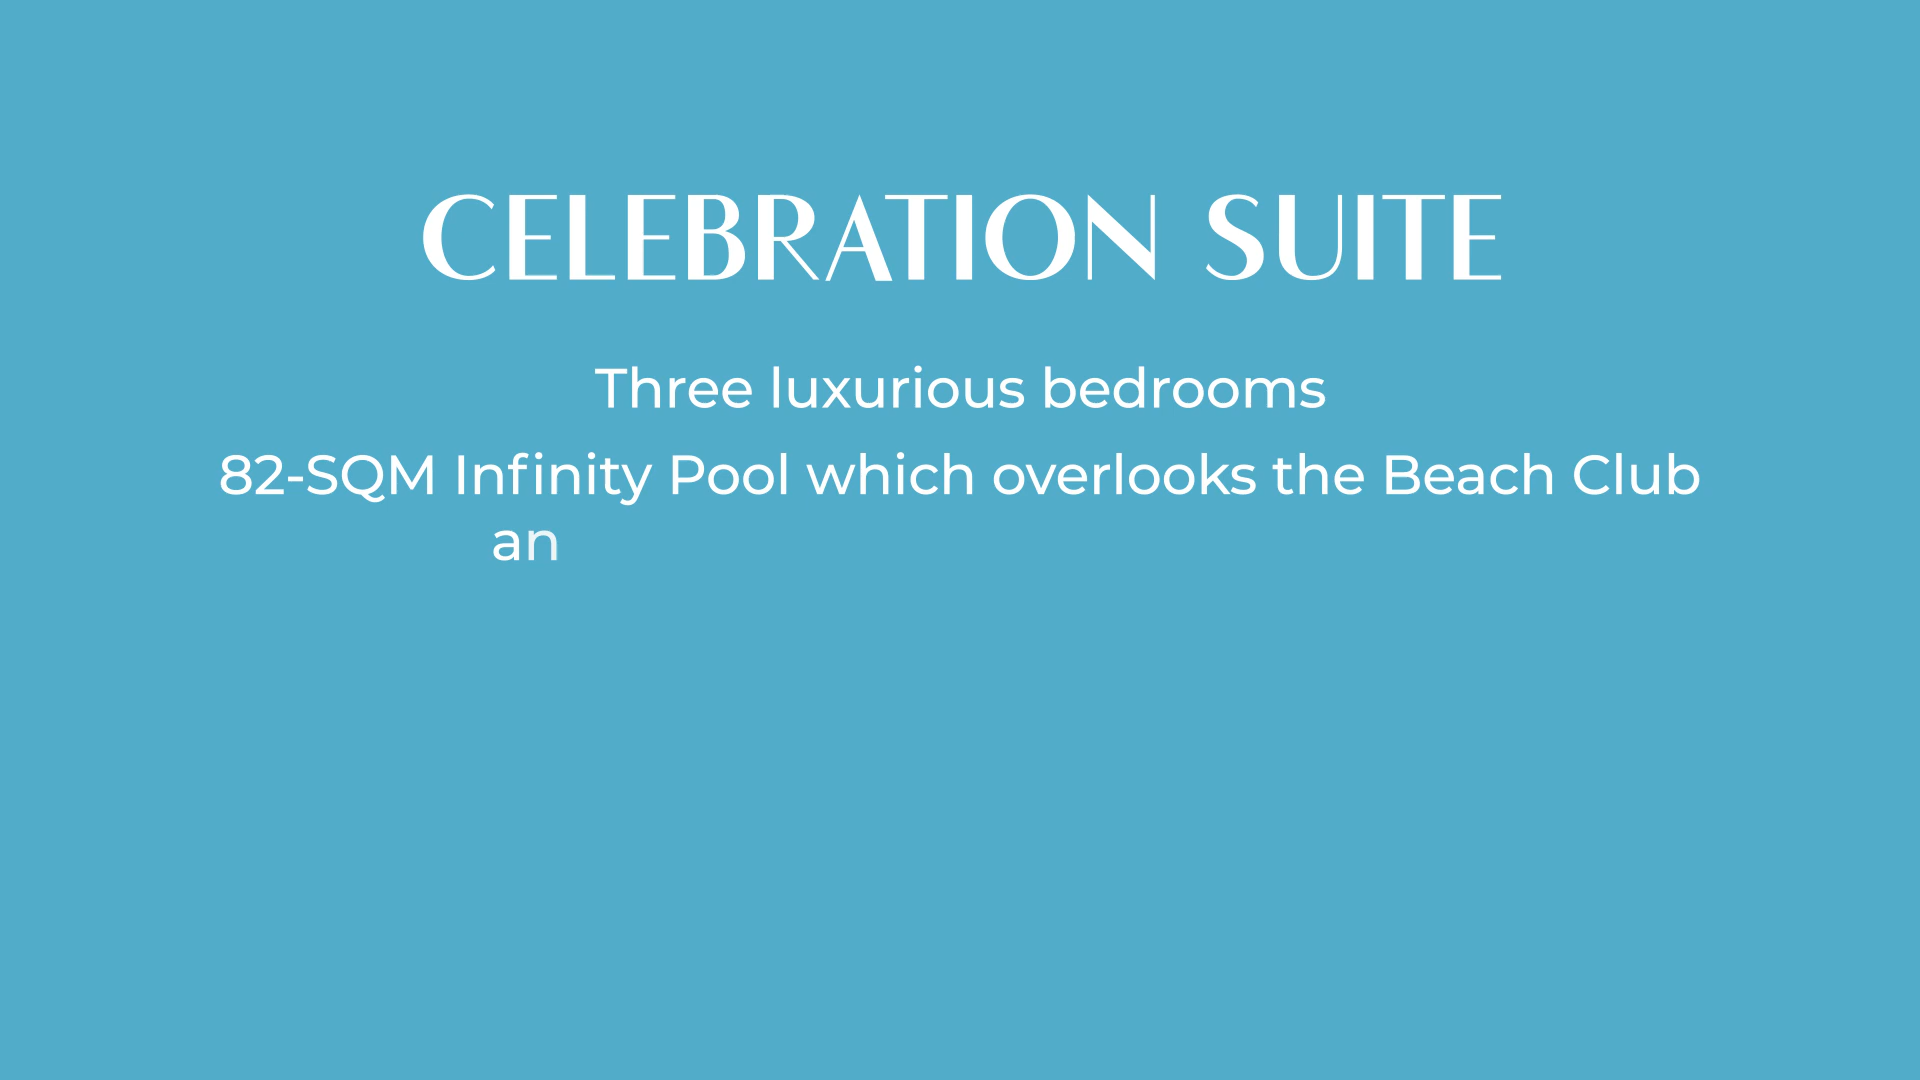 CELEBRATION SUITE
Three luxurious bedrooms
82-SQM Infinity Pool which overlooks the Beach Club
an